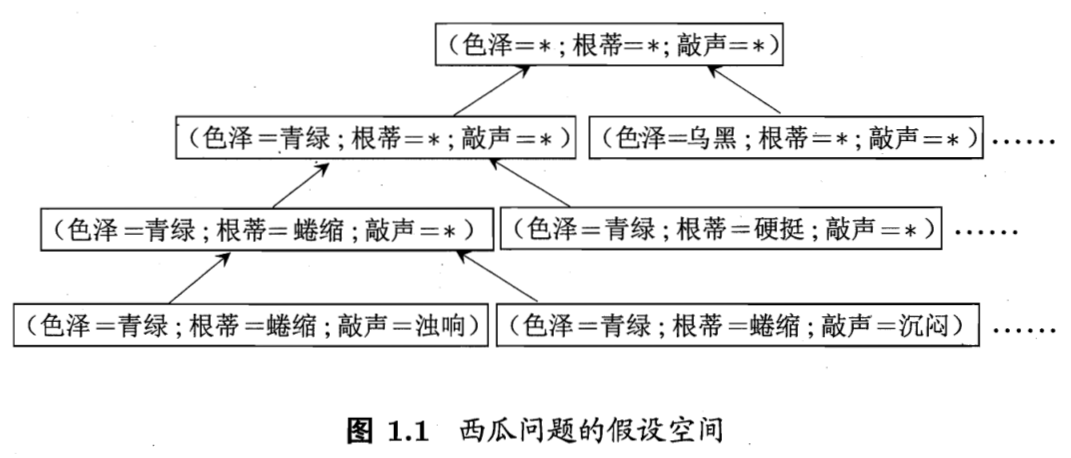 (色泽=*;根蒂=*;敲声=*)
(色泽=青绿;根蒂=*;敲声=*) (色泽=乌黑;根蒂=*;敲声=*) ……
(色泽=青绿;根蒂=蜷缩;敲声=*) (色泽=青绿;根蒂=硬挺;敲声=*) ……
(色泽=青绿;根蒂=蜷缩;敲声=浊响) (色泽=青绿;根蒂=蜷缩;敲声=沉闷) ……
图 1.1 西瓜问题的假设空间